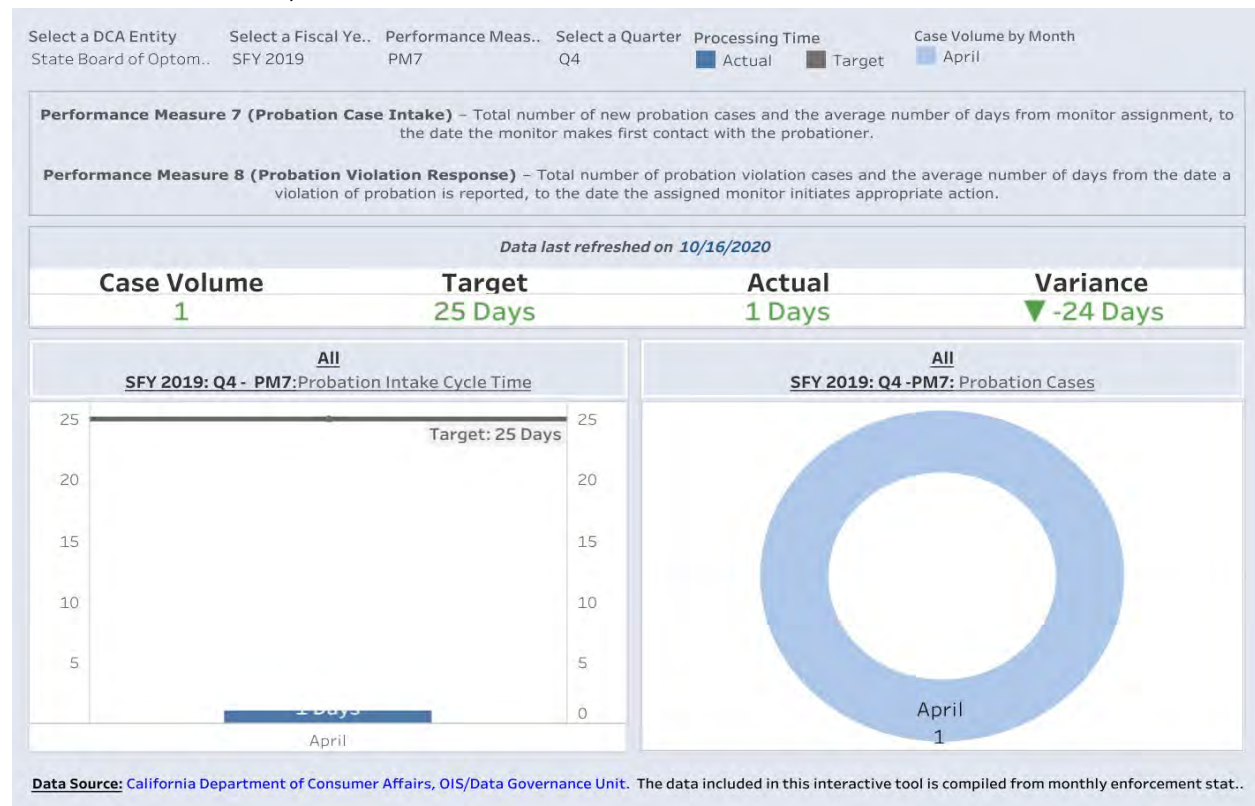 Select a DCA Entity
State Board of Optom..
Select a Fiscal Ye..
SFY 2019
Performance Meas..
PM7
Select a Quarter
Q4
Processing Time
Actual Target
Case Volume by Month
April
Performance Measure 7 (Probation Case Intake) – Total number of new probation cases and the average number of days from monitor assignment, to
the date the monitor makes first contact with the probationer.
Performance Measure 8 (Probation Violation Response) – Total number of probation violation cases and the average number of days from the date a
violation of probation is reported, to the date the assigned monitor initiates appropriate action.
Data last refreshed on 10/16/2020
Case Volume Target Actual Variance
1 25 Days 1 Days ▼ -24 Days
All
SFY 2019: Q4 - PM7:Probation Intake Cycle Time
25 25
Target: 25 Days
20 20
15 15
10 10
5 5
1 Days
0
April
All
SFY 2019: Q4 -PM7: Probation Cases
April
1
Data Source: California Department of Consumer Affairs, OIS/Data Governance Unit. The data included in this interactive tool is compiled from monthly enforcement stat..